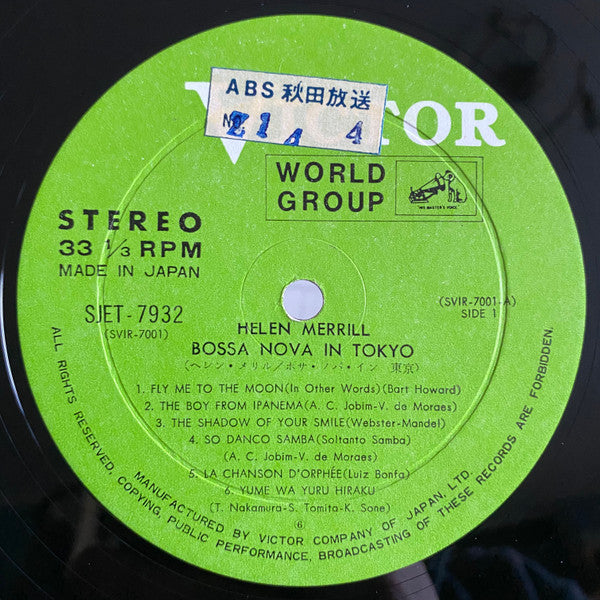 ABS 秋田放送
No.
4
VICTOR
WORLD
GROUP
"HIS MASTER'S VOICE"
STEREO
33 1/3 RPM
MADE IN JAPAN
SJET-7932
(SVIR-7001)
(SVIR-7001-A)
SIDE 1
HELEN MERRILL
BOSSA NOVA IN TOKYO
(ヘレン・メリル/ボサ・ノバ・イン 東京)
1. FLY ME TO THE MOON(In Other Words)(Bart Howard)
2. THE BOY FROM IPANEMA(A. C. Jobim-V. de Moraes)
3. THE SHADOW OF YOUR SMILE(Webster-Mandel)
4. SO DANCO SAMBA(Soltanto Samba)
(A. C. Jobim-V. de Moraes)
5. LA CHANSON D'ORPHÉE(Luiz Bonfa)
6. YUME WA YURU HIRAKU
(T. Nakamura-S. Tomita-K. Sone)
⑥
MANUFACTURED BY VICTOR COMPANY OF JAPAN, LTD.
ALL RIGHTS RESERVED. COPYING, PUBLIC PERFORMANCE, BROADCASTING OF THESE RECORDS ARE FORBIDDEN.